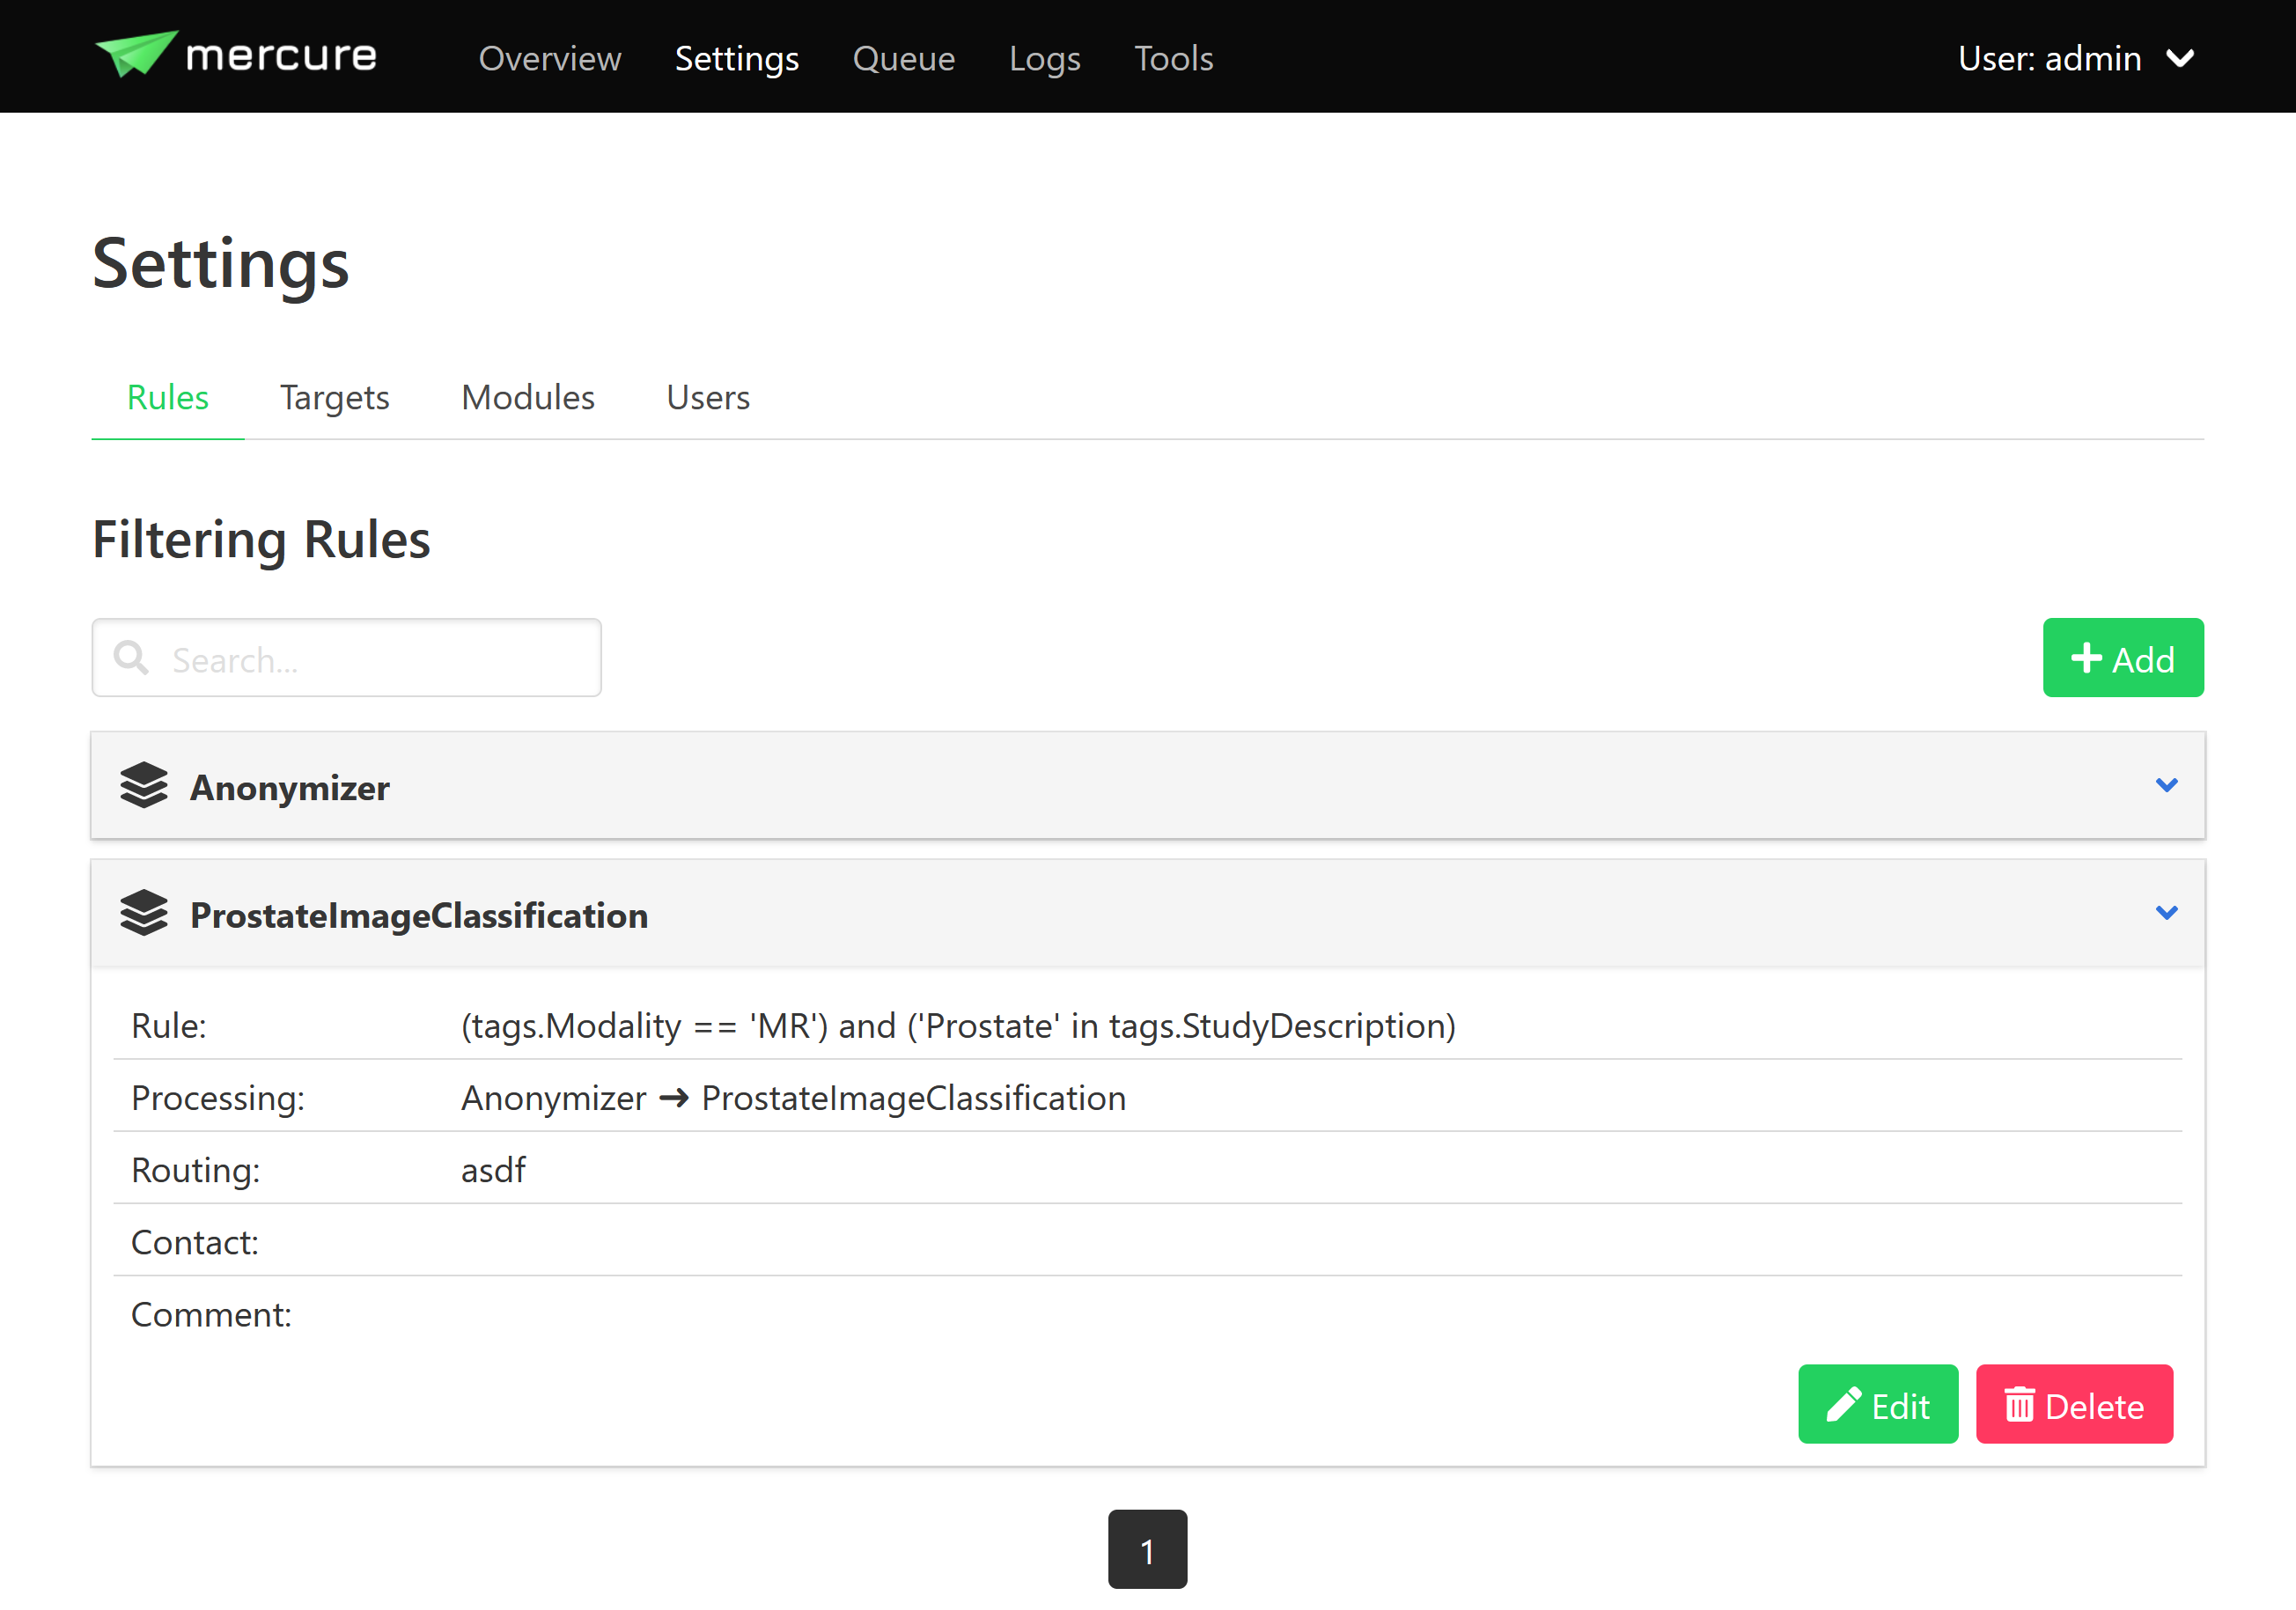 mercure Overview Settings Queue Logs Tools User: admin
Settings
Rules Targets Modules Users
Filtering Rules
Search... Add
Anonymizer
ProstateImageClassification
Rule: (tags.Modality == 'MR') and ('Prostate' in tags.StudyDescription)
Processing: Anonymizer ➜ ProstateImageClassification
Routing: asdf
Contact:
Comment:
Edit Delete
1